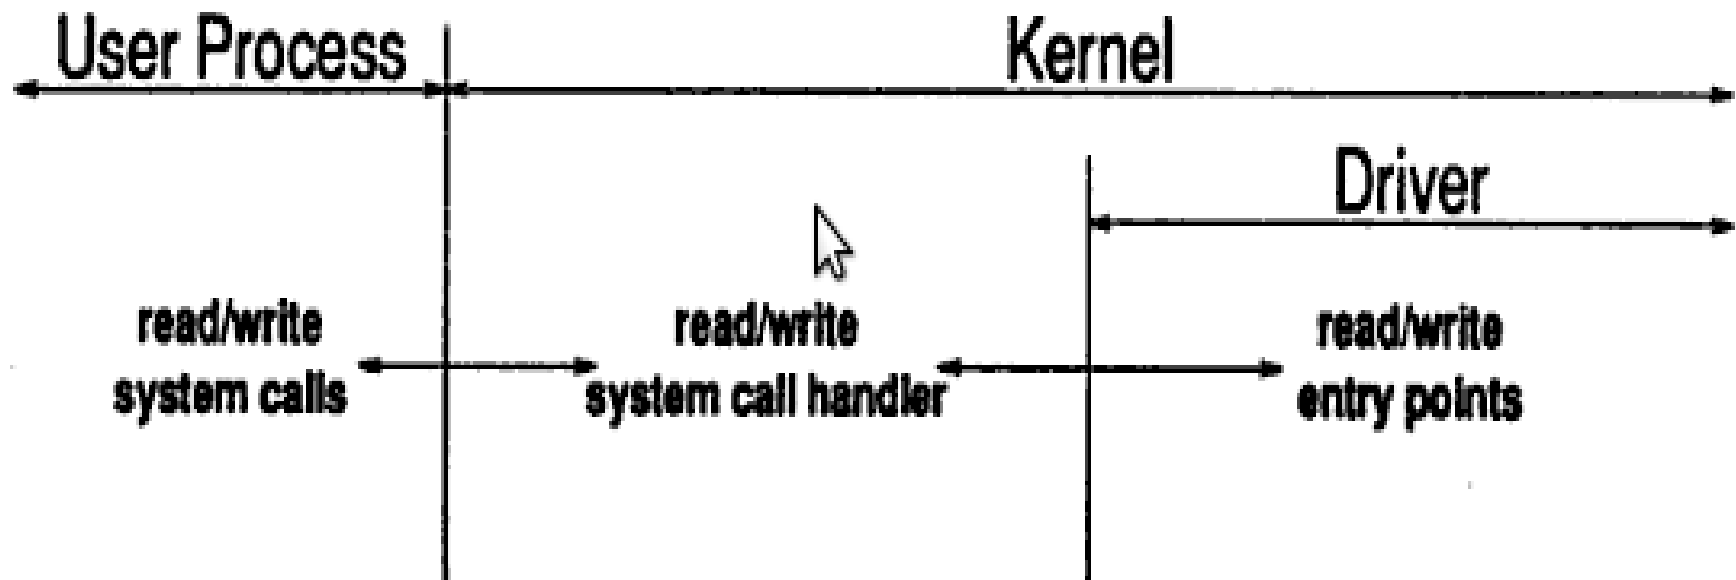 User Process
Kernel
Driver
read/write
system calls
read/write
system call handler
read/write
entry points